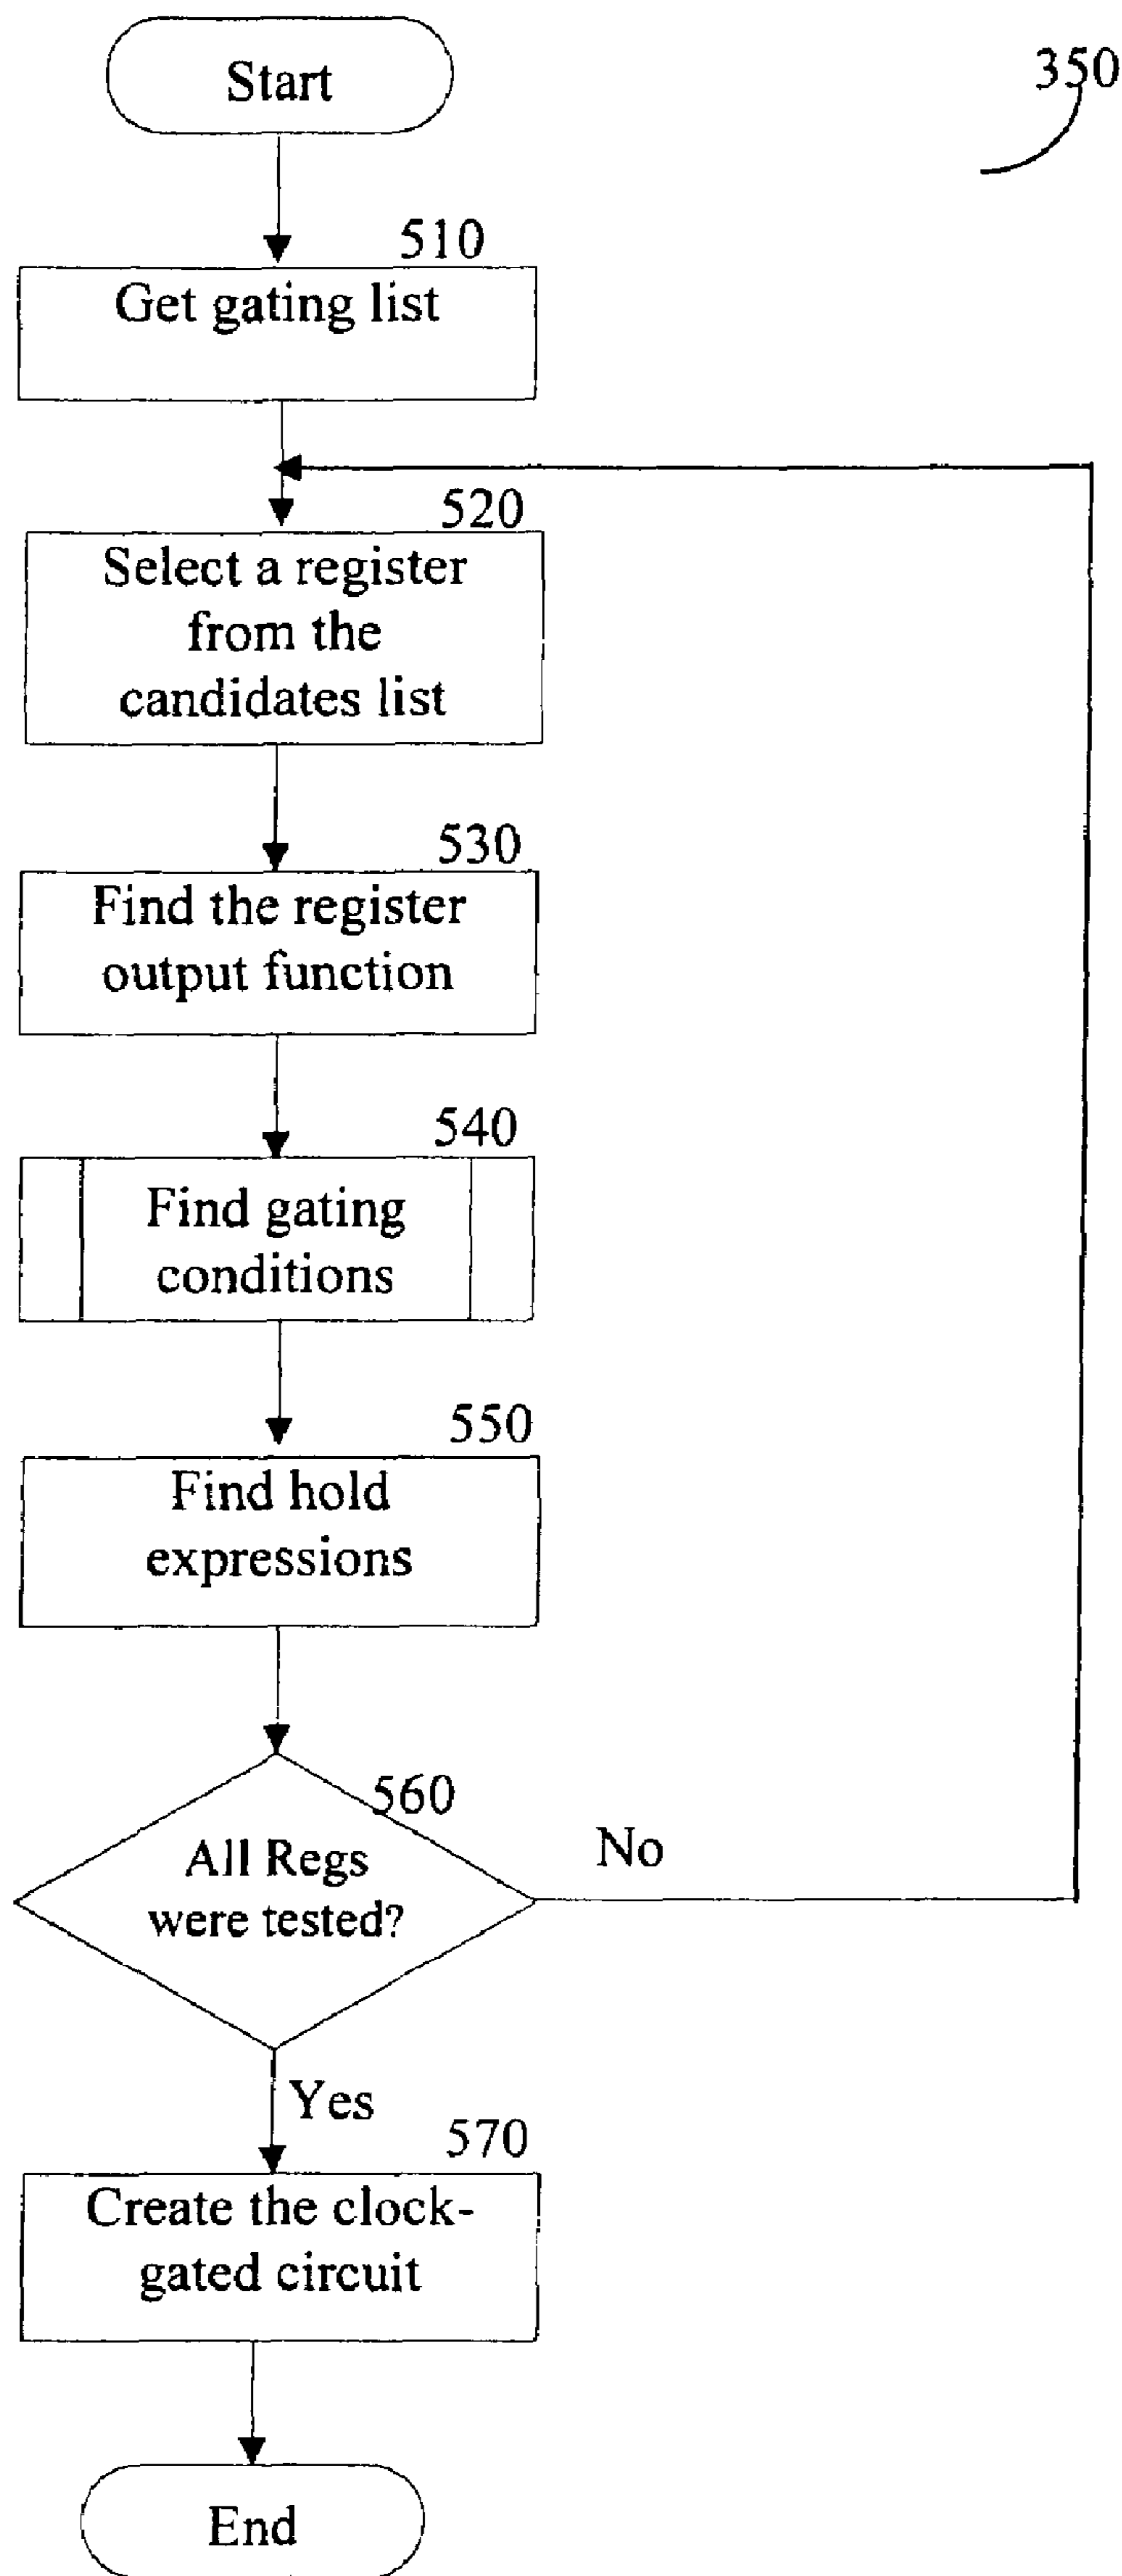 Start
350
510
Get gating list
520
Select a register
from the
candidates list
530
Find the register
output function
540
Find gating
conditions
550
Find hold
expressions
560
All Regs
were tested?
No
Yes
570
Create the clock-
gated circuit
End